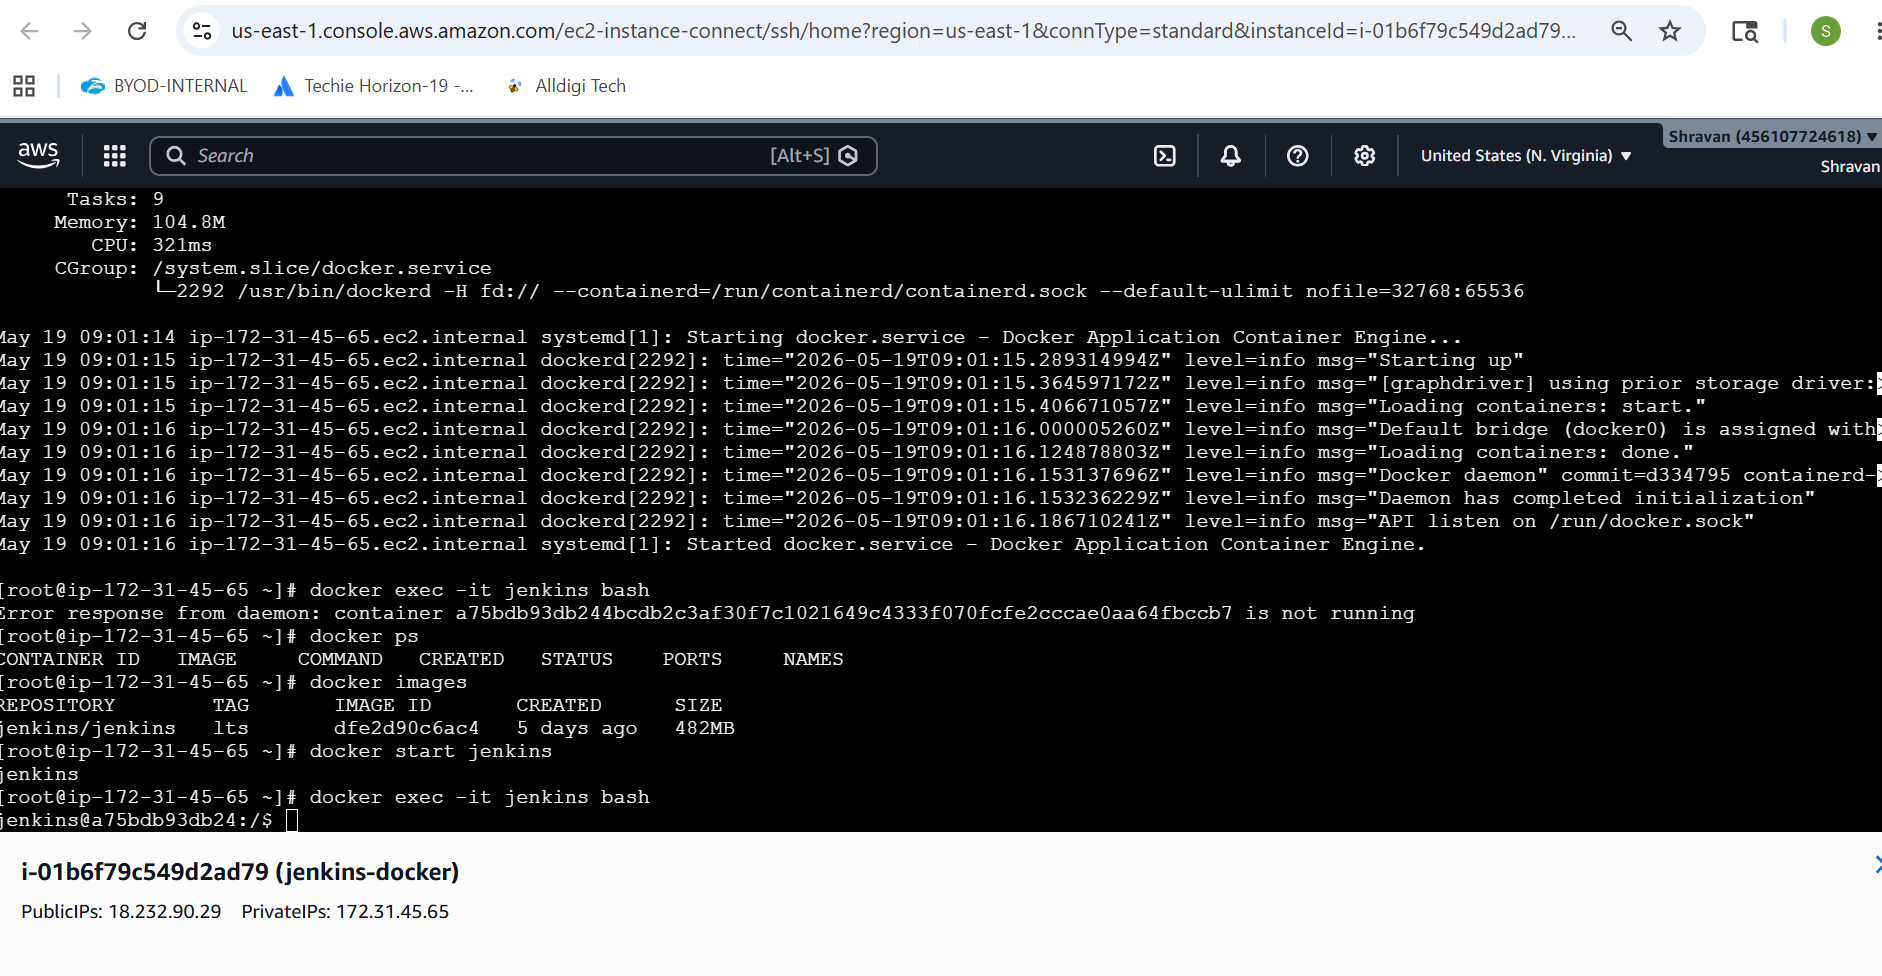 us-east-1.console.aws.amazon.com/ec2-instance-connect/ssh/home?region=us-east-1&connType=standard&instanceId=i-01b6f79c549d2ad79...
S
BYOD-INTERNAL
Techie Horizon-19 -...
Alldigi Tech
aws
Search
[Alt+S]
United States (N. Virginia) ▼
Shravan (456107724618) ▼
Shravan
Tasks: 9
Memory: 104.8M
CPU: 321ms
CGroup: /system.slice/docker.service
└─2292 /usr/bin/dockerd -H fd:// --containerd=/run/containerd/containerd.sock --default-ulimit nofile=32768:65536
May 19 09:01:14 ip-172-31-45-65.ec2.internal systemd[1]: Starting docker.service - Docker Application Container Engine...
May 19 09:01:15 ip-172-31-45-65.ec2.internal dockerd[2292]: time="2026-05-19T09:01:15.289314994Z" level=info msg="Starting up"
May 19 09:01:15 ip-172-31-45-65.ec2.internal dockerd[2292]: time="2026-05-19T09:01:15.364597172Z" level=info msg="[graphdriver] using prior storage driver:>
May 19 09:01:15 ip-172-31-45-65.ec2.internal dockerd[2292]: time="2026-05-19T09:01:15.406671057Z" level=info msg="Loading containers: start."
May 19 09:01:16 ip-172-31-45-65.ec2.internal dockerd[2292]: time="2026-05-19T09:01:16.000005260Z" level=info msg="Default bridge (docker0) is assigned with>
May 19 09:01:16 ip-172-31-45-65.ec2.internal dockerd[2292]: time="2026-05-19T09:01:16.124878803Z" level=info msg="Loading containers: done."
May 19 09:01:16 ip-172-31-45-65.ec2.internal dockerd[2292]: time="2026-05-19T09:01:16.153137696Z" level=info msg="Docker daemon" commit=d334795 containerd->
May 19 09:01:16 ip-172-31-45-65.ec2.internal dockerd[2292]: time="2026-05-19T09:01:16.153236229Z" level=info msg="Daemon has completed initialization"
May 19 09:01:16 ip-172-31-45-65.ec2.internal dockerd[2292]: time="2026-05-19T09:01:16.186710241Z" level=info msg="API listen on /run/docker.sock"
May 19 09:01:16 ip-172-31-45-65.ec2.internal systemd[1]: Started docker.service - Docker Application Container Engine.
[root@ip-172-31-45-65 ~]# docker exec -it jenkins bash
Error response from daemon: container a75bdb93db244bcdb2c3af30f7c1021649c4333f070fcfe2cccae0aa64fbccb7 is not running
[root@ip-172-31-45-65 ~]# docker ps
CONTAINER ID   IMAGE     COMMAND   CREATED   STATUS    PORTS     NAMES
[root@ip-172-31-45-65 ~]# docker images
REPOSITORY        TAG       IMAGE ID       CREATED      SIZE
jenkins/jenkins   lts       dfe2d90c6ac4   5 days ago   482MB
[root@ip-172-31-45-65 ~]# docker start jenkins
jenkins
[root@ip-172-31-45-65 ~]# docker exec -it jenkins bash
jenkins@a75bdb93db24:/$
i-01b6f79c549d2ad79 (jenkins-docker)
PublicIPs: 18.232.90.29    PrivateIPs: 172.31.45.65